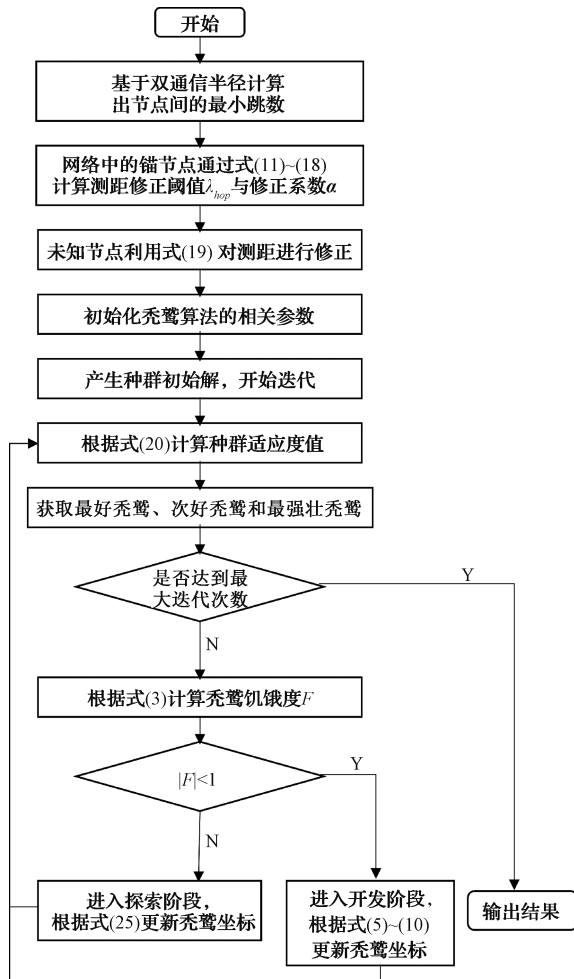 开始
基于双通信半径计算
出节点间的最小跳数
网络中的锚节点通过式(11)~(18)
计算测距修正阈值λhop与修正系数α
未知节点利用式(19) 对测距进行修正
初始化秃鹫算法的相关参数
产生种群初始解，开始迭代
根据式(20)计算种群适应度值
获取最好秃鹫、次好秃鹫和最强壮秃鹫
是否达到最
大迭代次数
Y
N
根据式(3)计算秃鹫饥饿度F
|F|<1
Y
N
进入探索阶段，
根据式(25)更新秃鹫坐标
进入开发阶段，
根据式(5)~(10)
更新秃鹫坐标
输出结果